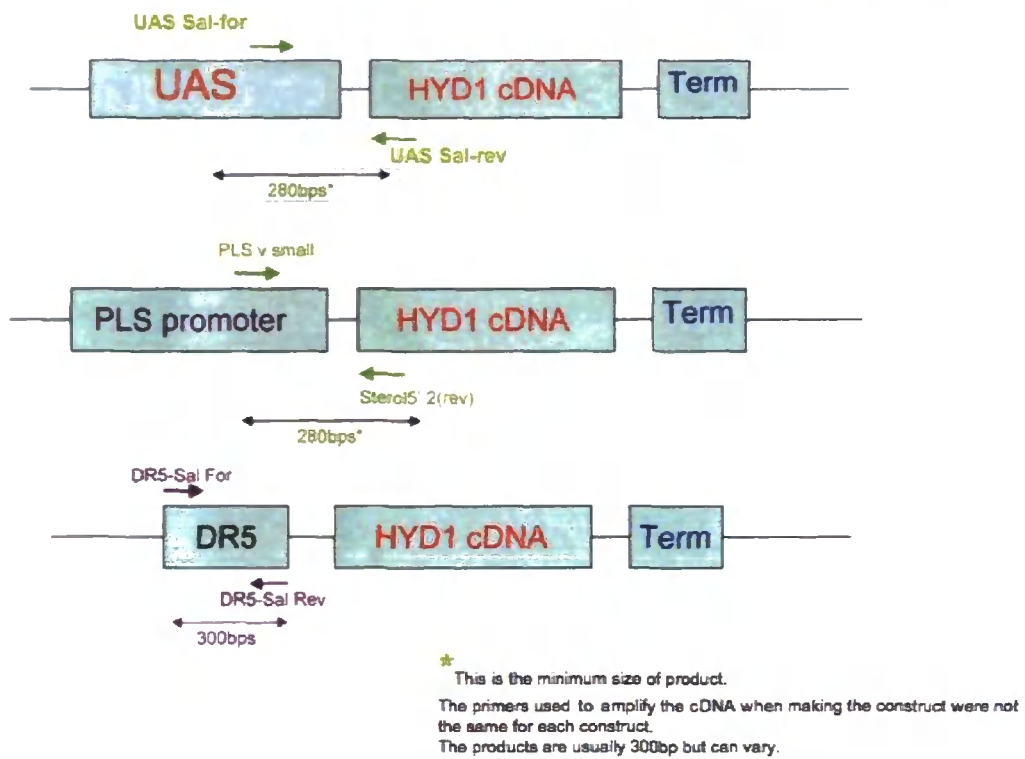 UAS Sal-for
UAS
HYD1 cDNA
Term
UAS Sal-rev
280bps*
PLS v small
PLS promoter
HYD1 cDNA
Term
Sterol5' 2(rev)
280bps*
DR5-Sal For
DR5
HYD1 cDNA
Term
DR5-Sal Rev
300bps
*
This is the minimum size of product.
The primers used to amplify the cDNA when making the construct were not
the same for each construct.
The products are usually 300bp but can vary.